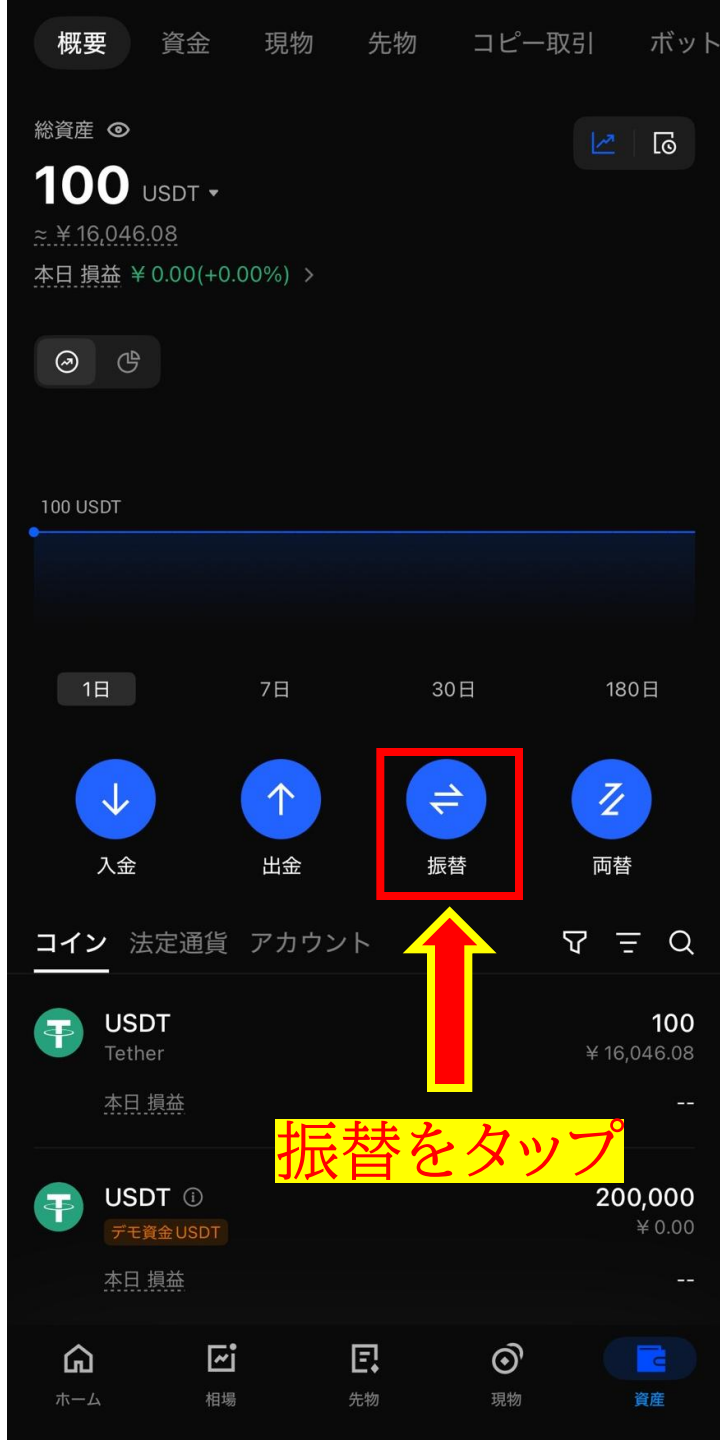 概要 資金 現物 先物 コピー取引 ボット
総資産
100 USDT
≈ ¥16,046.08
本日 損益 ¥0.00(+0.00%) >
100 USDT
1日 7日 30日 180日
入金 出金 振替 両替
コイン 法定通貨 アカウント
USDT 100
Tether ¥16,046.08
本日 損益 --
振替をタップ
USDT 200,000
デモ資金USDT ¥0.00
本日 損益 --
ホーム 相場 先物 現物 資産